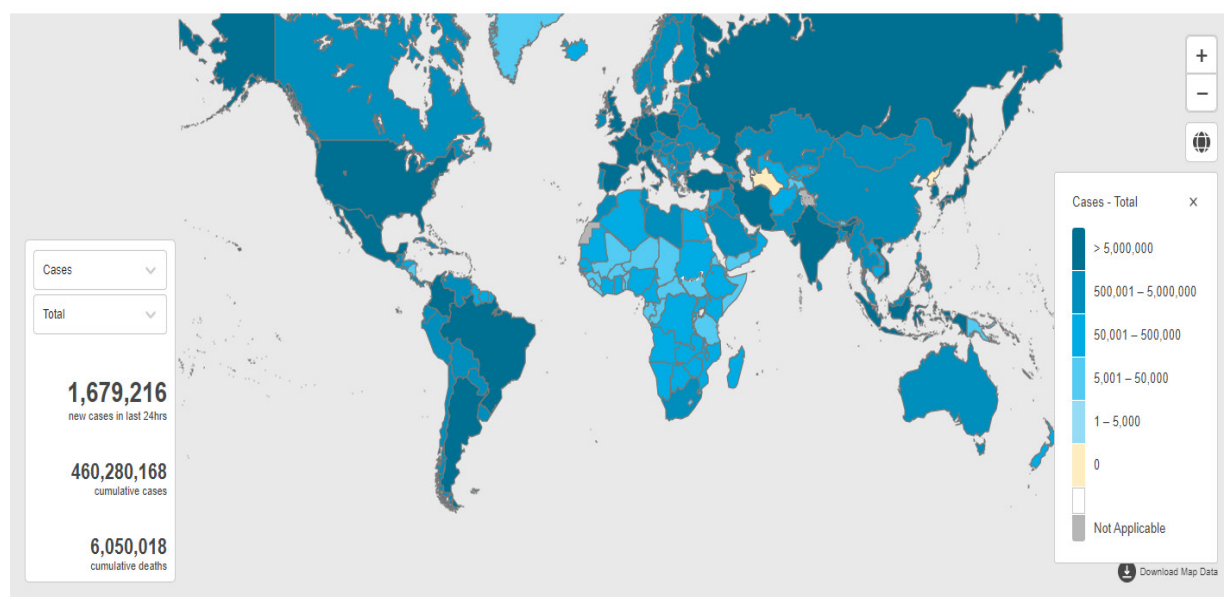 +
−
Cases - Total ×
> 5,000,000
500,001 – 5,000,000
50,001 – 500,000
5,001 – 50,000
1 – 5,000
0
Not Applicable
Download Map Data
Cases
Total
1,679,216
new cases in last 24hrs
460,280,168
cumulative cases
6,050,018
cumulative deaths